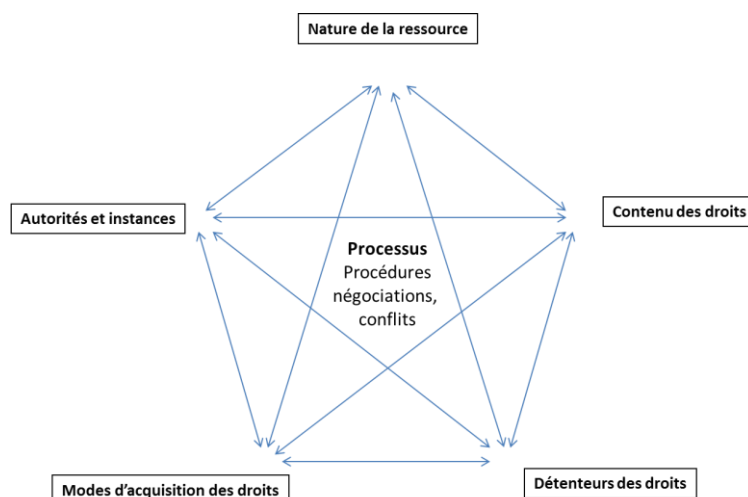 Nature de la ressource
Autorités et instances
Contenu des droits
Processus
Procédures
négociations,
conflits
Modes d'acquisition des droits
Détenteurs des droits